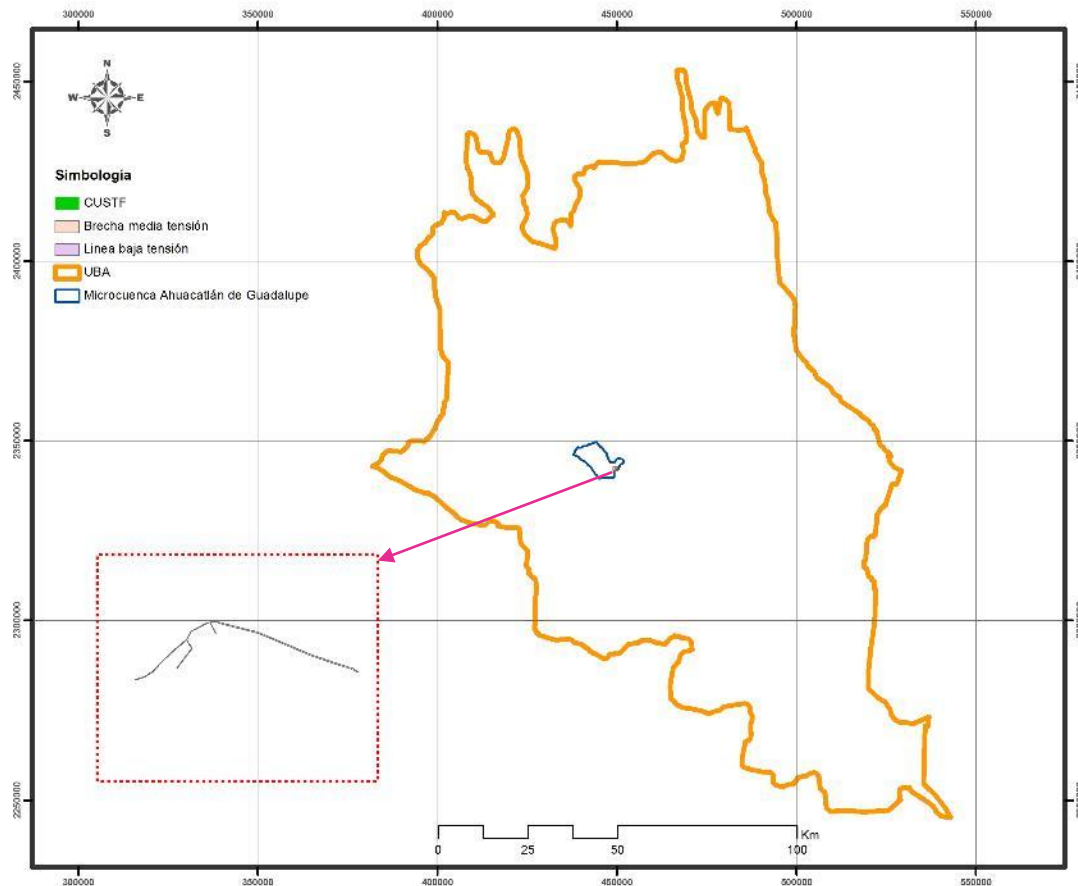 300000 350000 400000 450000 500000 550000
N
W E
S
Simbología
CUSTF
Brecha media tensión
Linea baja tensión
UBA
Microcuenca Ahuacatlán de Guadalupe
2450000
2400000
2350000
2300000
2250000
Km
0 25 50 100
300000 350000 400000 450000 500000 550000